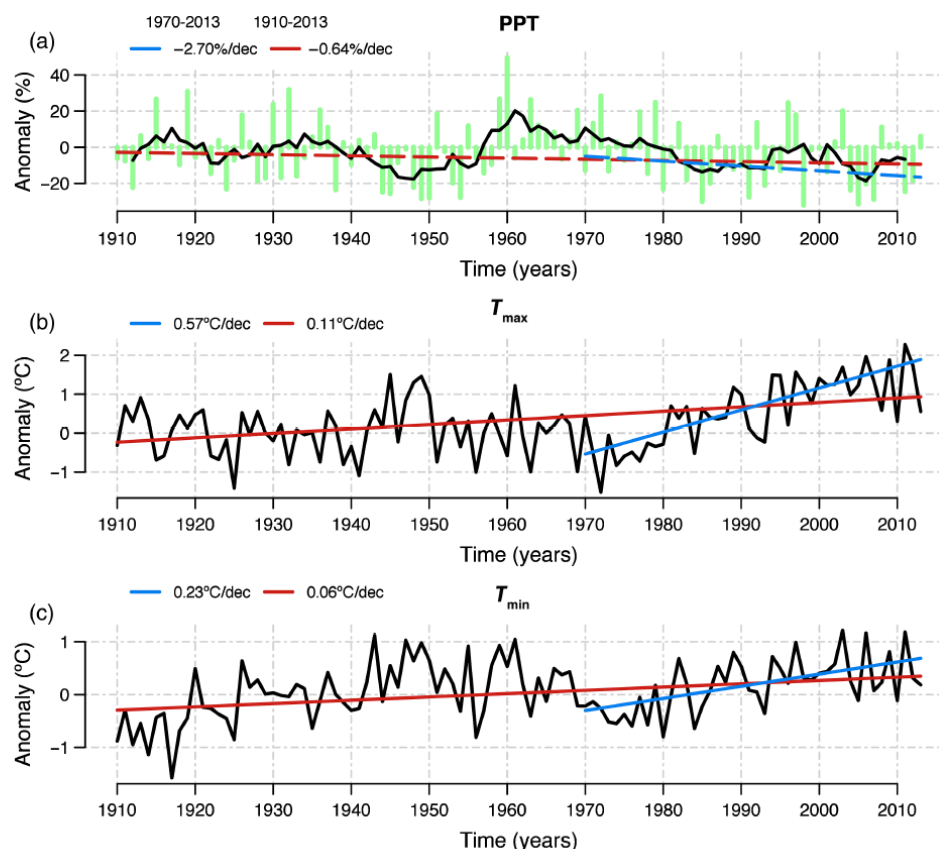 1970-2013 1910-2013 PPT
(a)
−2.70%/dec −0.64%/dec
Anomaly (%)
40
20
0
−20
1910 1920 1930 1940 1950 1960 1970 1980 1990 2000 2010
Time (years)
Tmax
(b)
0.57ºC/dec 0.11ºC/dec
Anomaly (ºC)
2
1
0
−1
1910 1920 1930 1940 1950 1960 1970 1980 1990 2000 2010
Time (years)
0.23ºC/dec 0.06ºC/dec Tmin
(c)
Anomaly (ºC)
1
0
−1
1910 1920 1930 1940 1950 1960 1970 1980 1990 2000 2010
Time (years)